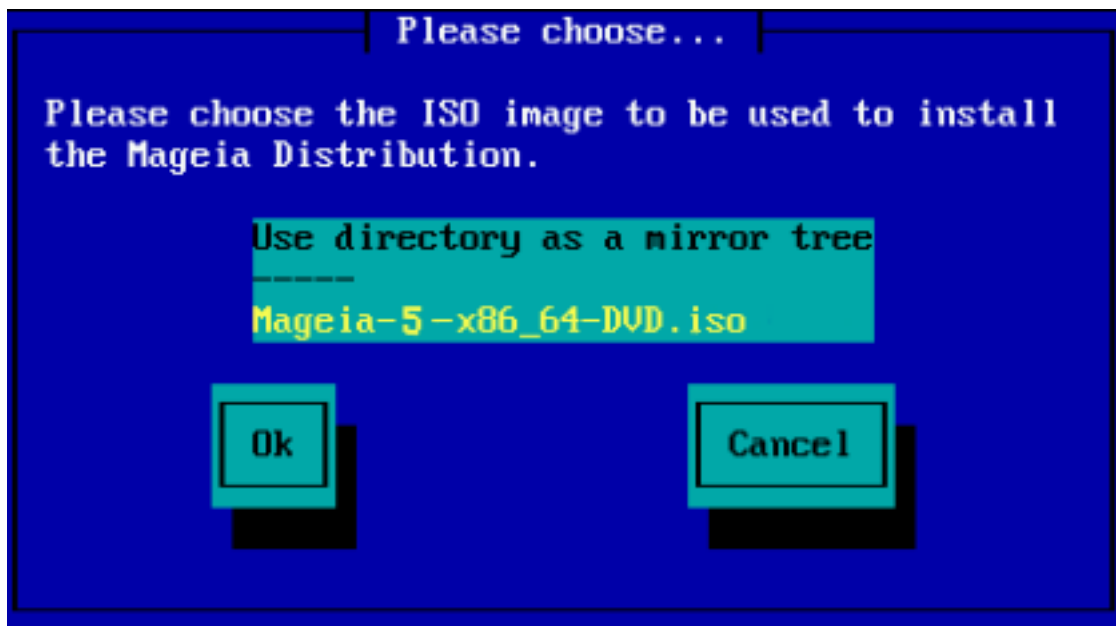 Please choose...
Please choose the ISO image to be used to install
the Mageia Distribution.
Use directory as a mirror tree
-----
Mageia-5-x86_64-DVD.iso
Ok
Cancel